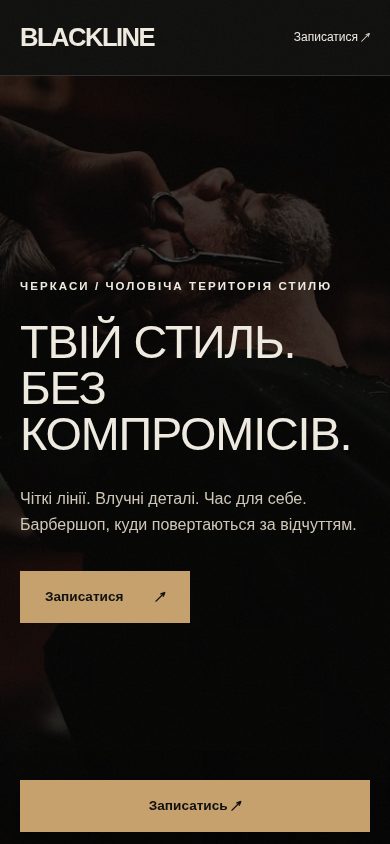 BLACKLINE
Записатися ↗
ЧЕРКАСИ / ЧОЛОВІЧА ТЕРИТОРІЯ СТИЛЮ
ТВІЙ СТИЛЬ.
БЕЗ
КОМПРОМІСІВ.
Чіткі лінії. Влучні деталі. Час для себе.
Барбершоп, куди повертаються за відчуттям.
Записатися ↗
Записатись ↗